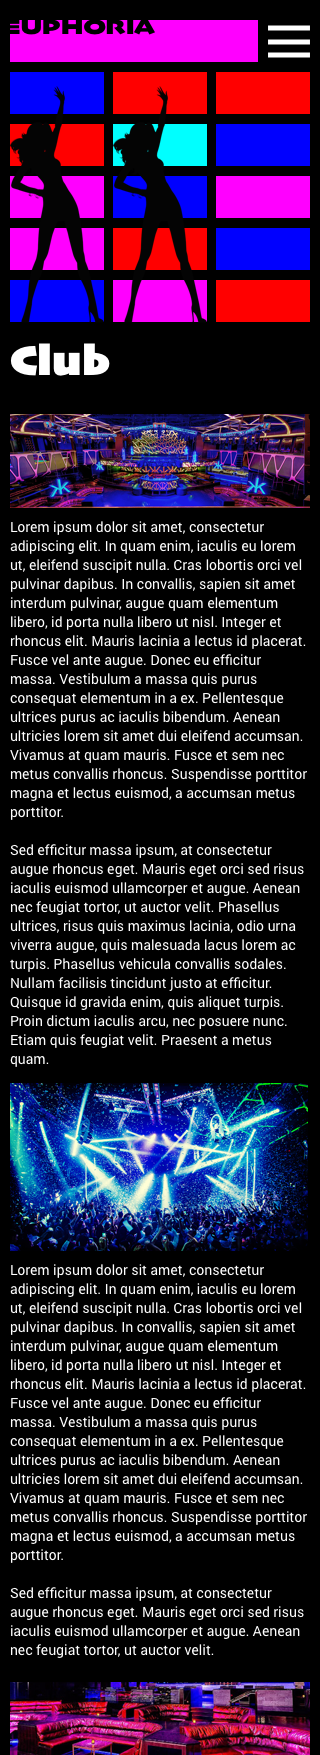 EUPHORIA
Club
Lorem ipsum dolor sit amet, consectetur
adipiscing elit. In quam enim, iaculis eu lorem
ut, eleifend suscipit nulla. Cras lobortis orci vel
pulvinar dapibus. In convallis, sapien sit amet
interdum pulvinar, augue quam elementum
libero, id porta nulla libero ut nisl. Integer et
rhoncus elit. Mauris lacinia a lectus id placerat.
Fusce vel ante augue. Donec eu efficitur
massa. Vestibulum a massa quis purus
consequat elementum in a ex. Pellentesque
ultrices purus ac iaculis bibendum. Aenean
ultricies lorem sit amet dui eleifend accumsan.
Vivamus at quam mauris. Fusce et sem nec
metus convallis rhoncus. Suspendisse porttitor
magna et lectus euismod, a accumsan metus
porttitor.
Sed efficitur massa ipsum, at consectetur
augue rhoncus eget. Mauris eget orci sed risus
iaculis euismod ullamcorper et augue. Aenean
nec feugiat tortor, ut auctor velit. Phasellus
ultrices, risus quis maximus lacinia, odio urna
viverra augue, quis malesuada lacus lorem ac
turpis. Phasellus vehicula convallis sodales.
Nullam facilisis tincidunt justo at efficitur.
Quisque id gravida enim, quis aliquet turpis.
Proin dictum iaculis arcu, nec posuere nunc.
Etiam quis feugiat velit. Praesent a metus
quam.
Lorem ipsum dolor sit amet, consectetur
adipiscing elit. In quam enim, iaculis eu lorem
ut, eleifend suscipit nulla. Cras lobortis orci vel
pulvinar dapibus. In convallis, sapien sit amet
interdum pulvinar, augue quam elementum
libero, id porta nulla libero ut nisl. Integer et
rhoncus elit. Mauris lacinia a lectus id placerat.
Fusce vel ante augue. Donec eu efficitur
massa. Vestibulum a massa quis purus
consequat elementum in a ex. Pellentesque
ultrices purus ac iaculis bibendum. Aenean
ultricies lorem sit amet dui eleifend accumsan.
Vivamus at quam mauris. Fusce et sem nec
metus convallis rhoncus. Suspendisse porttitor
magna et lectus euismod, a accumsan metus
porttitor.
Sed efficitur massa ipsum, at consectetur
augue rhoncus eget. Mauris eget orci sed risus
iaculis euismod ullamcorper et augue. Aenean
nec feugiat tortor, ut auctor velit.